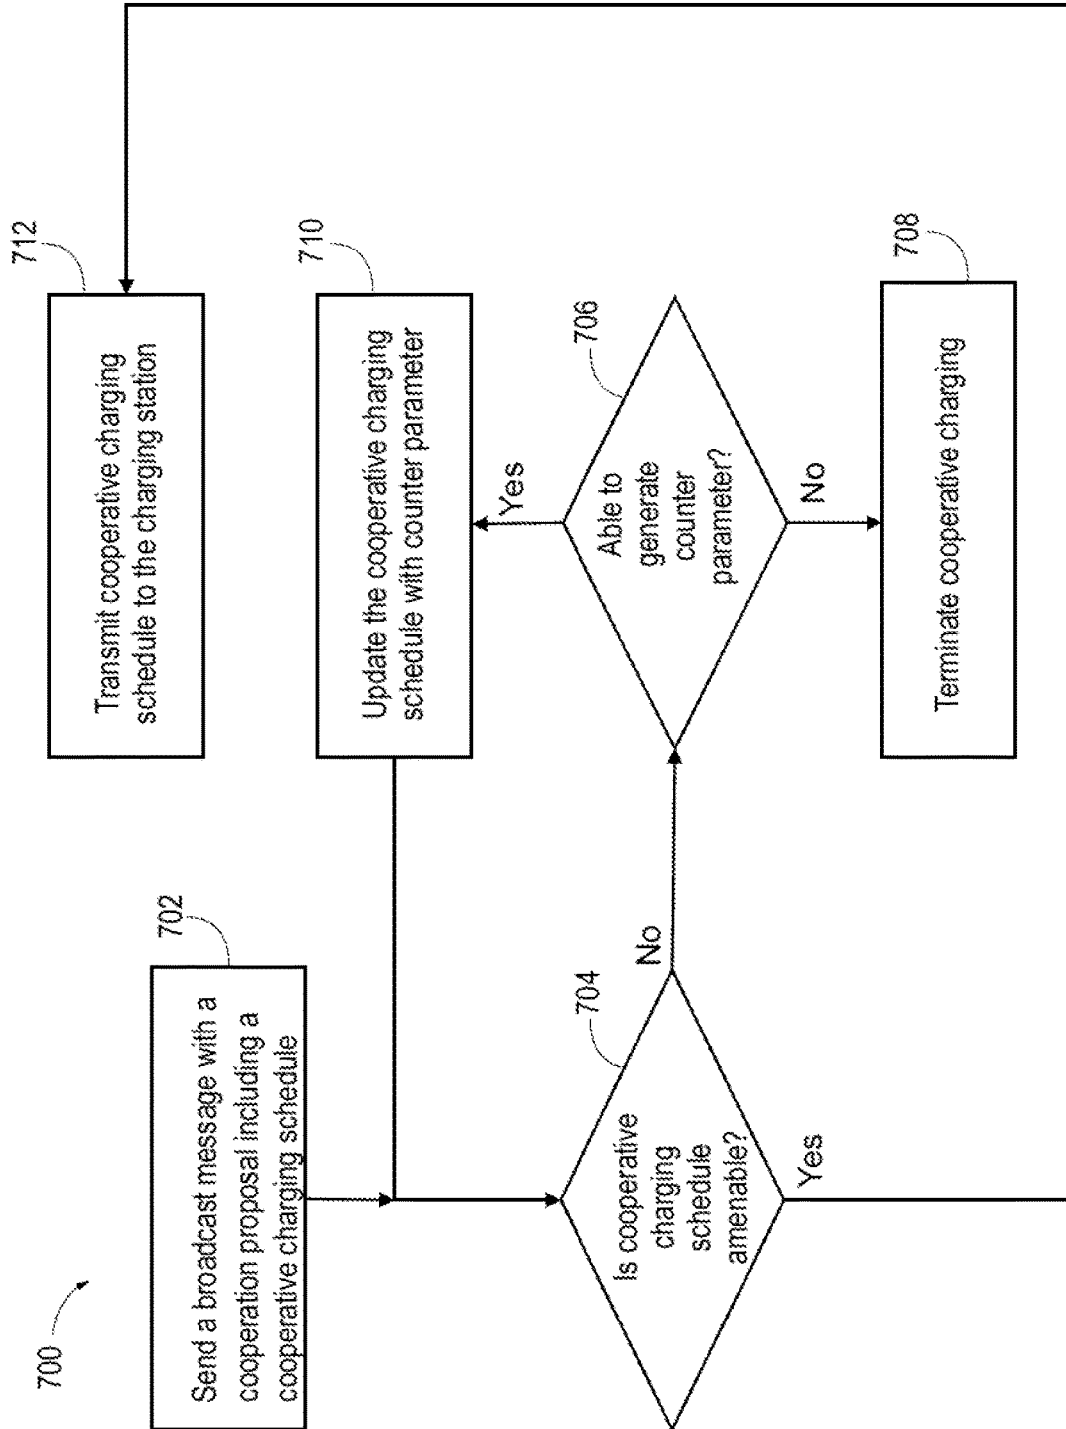 700
702
Send a broadcast message with a
cooperation proposal including a
cooperative charging schedule
704
Is cooperative
charging
schedule
amenable?
No
Yes
706
Able to
generate
counter
parameter?
Yes
No
708
Terminate cooperative charging
710
Update the cooperative charging
schedule with counter parameter
712
Transmit cooperative charging
schedule to the charging station